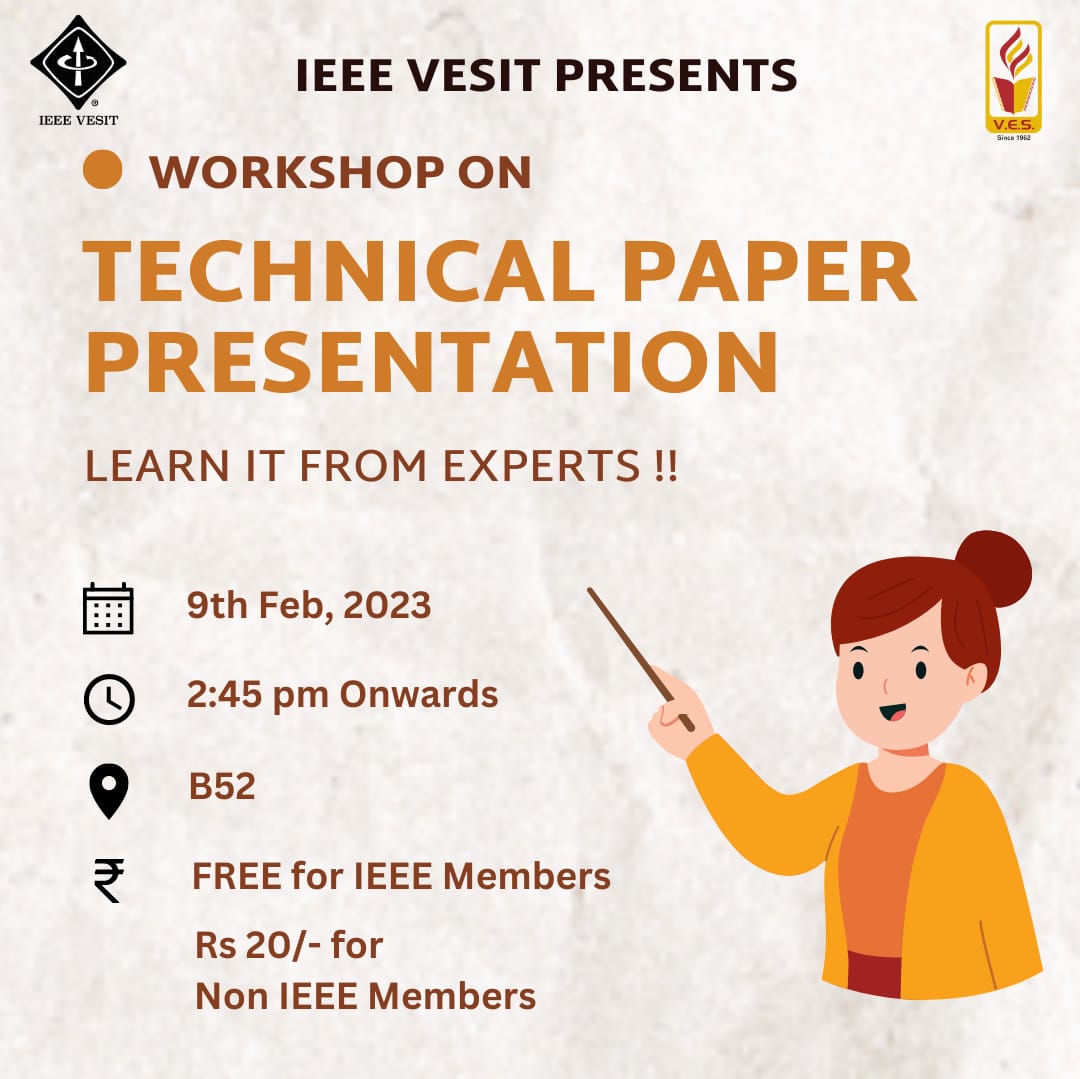 IEEE VESIT PRESENTS
®
IEEE VESIT
V.E.S.
Since 1962
WORKSHOP ON
TECHNICAL PAPER
PRESENTATION
LEARN IT FROM EXPERTS !!
9th Feb, 2023
2:45 pm Onwards
B52
₹ FREE for IEEE Members
Rs 20/- for
Non IEEE Members